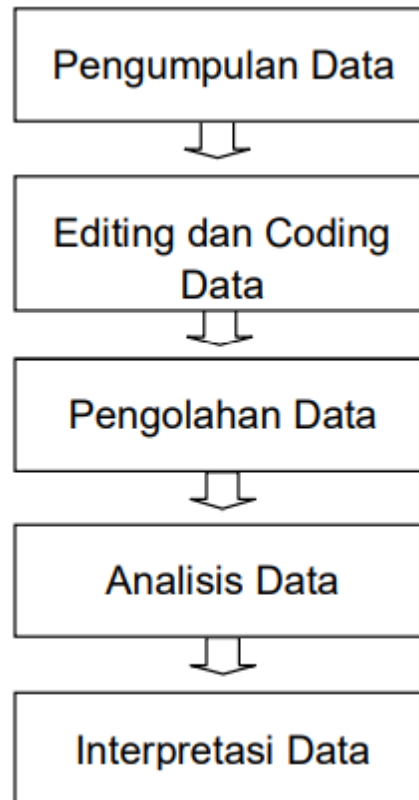 Pengumpulan Data
Editing dan Coding
Data
Pengolahan Data
Analisis Data
Interpretasi Data